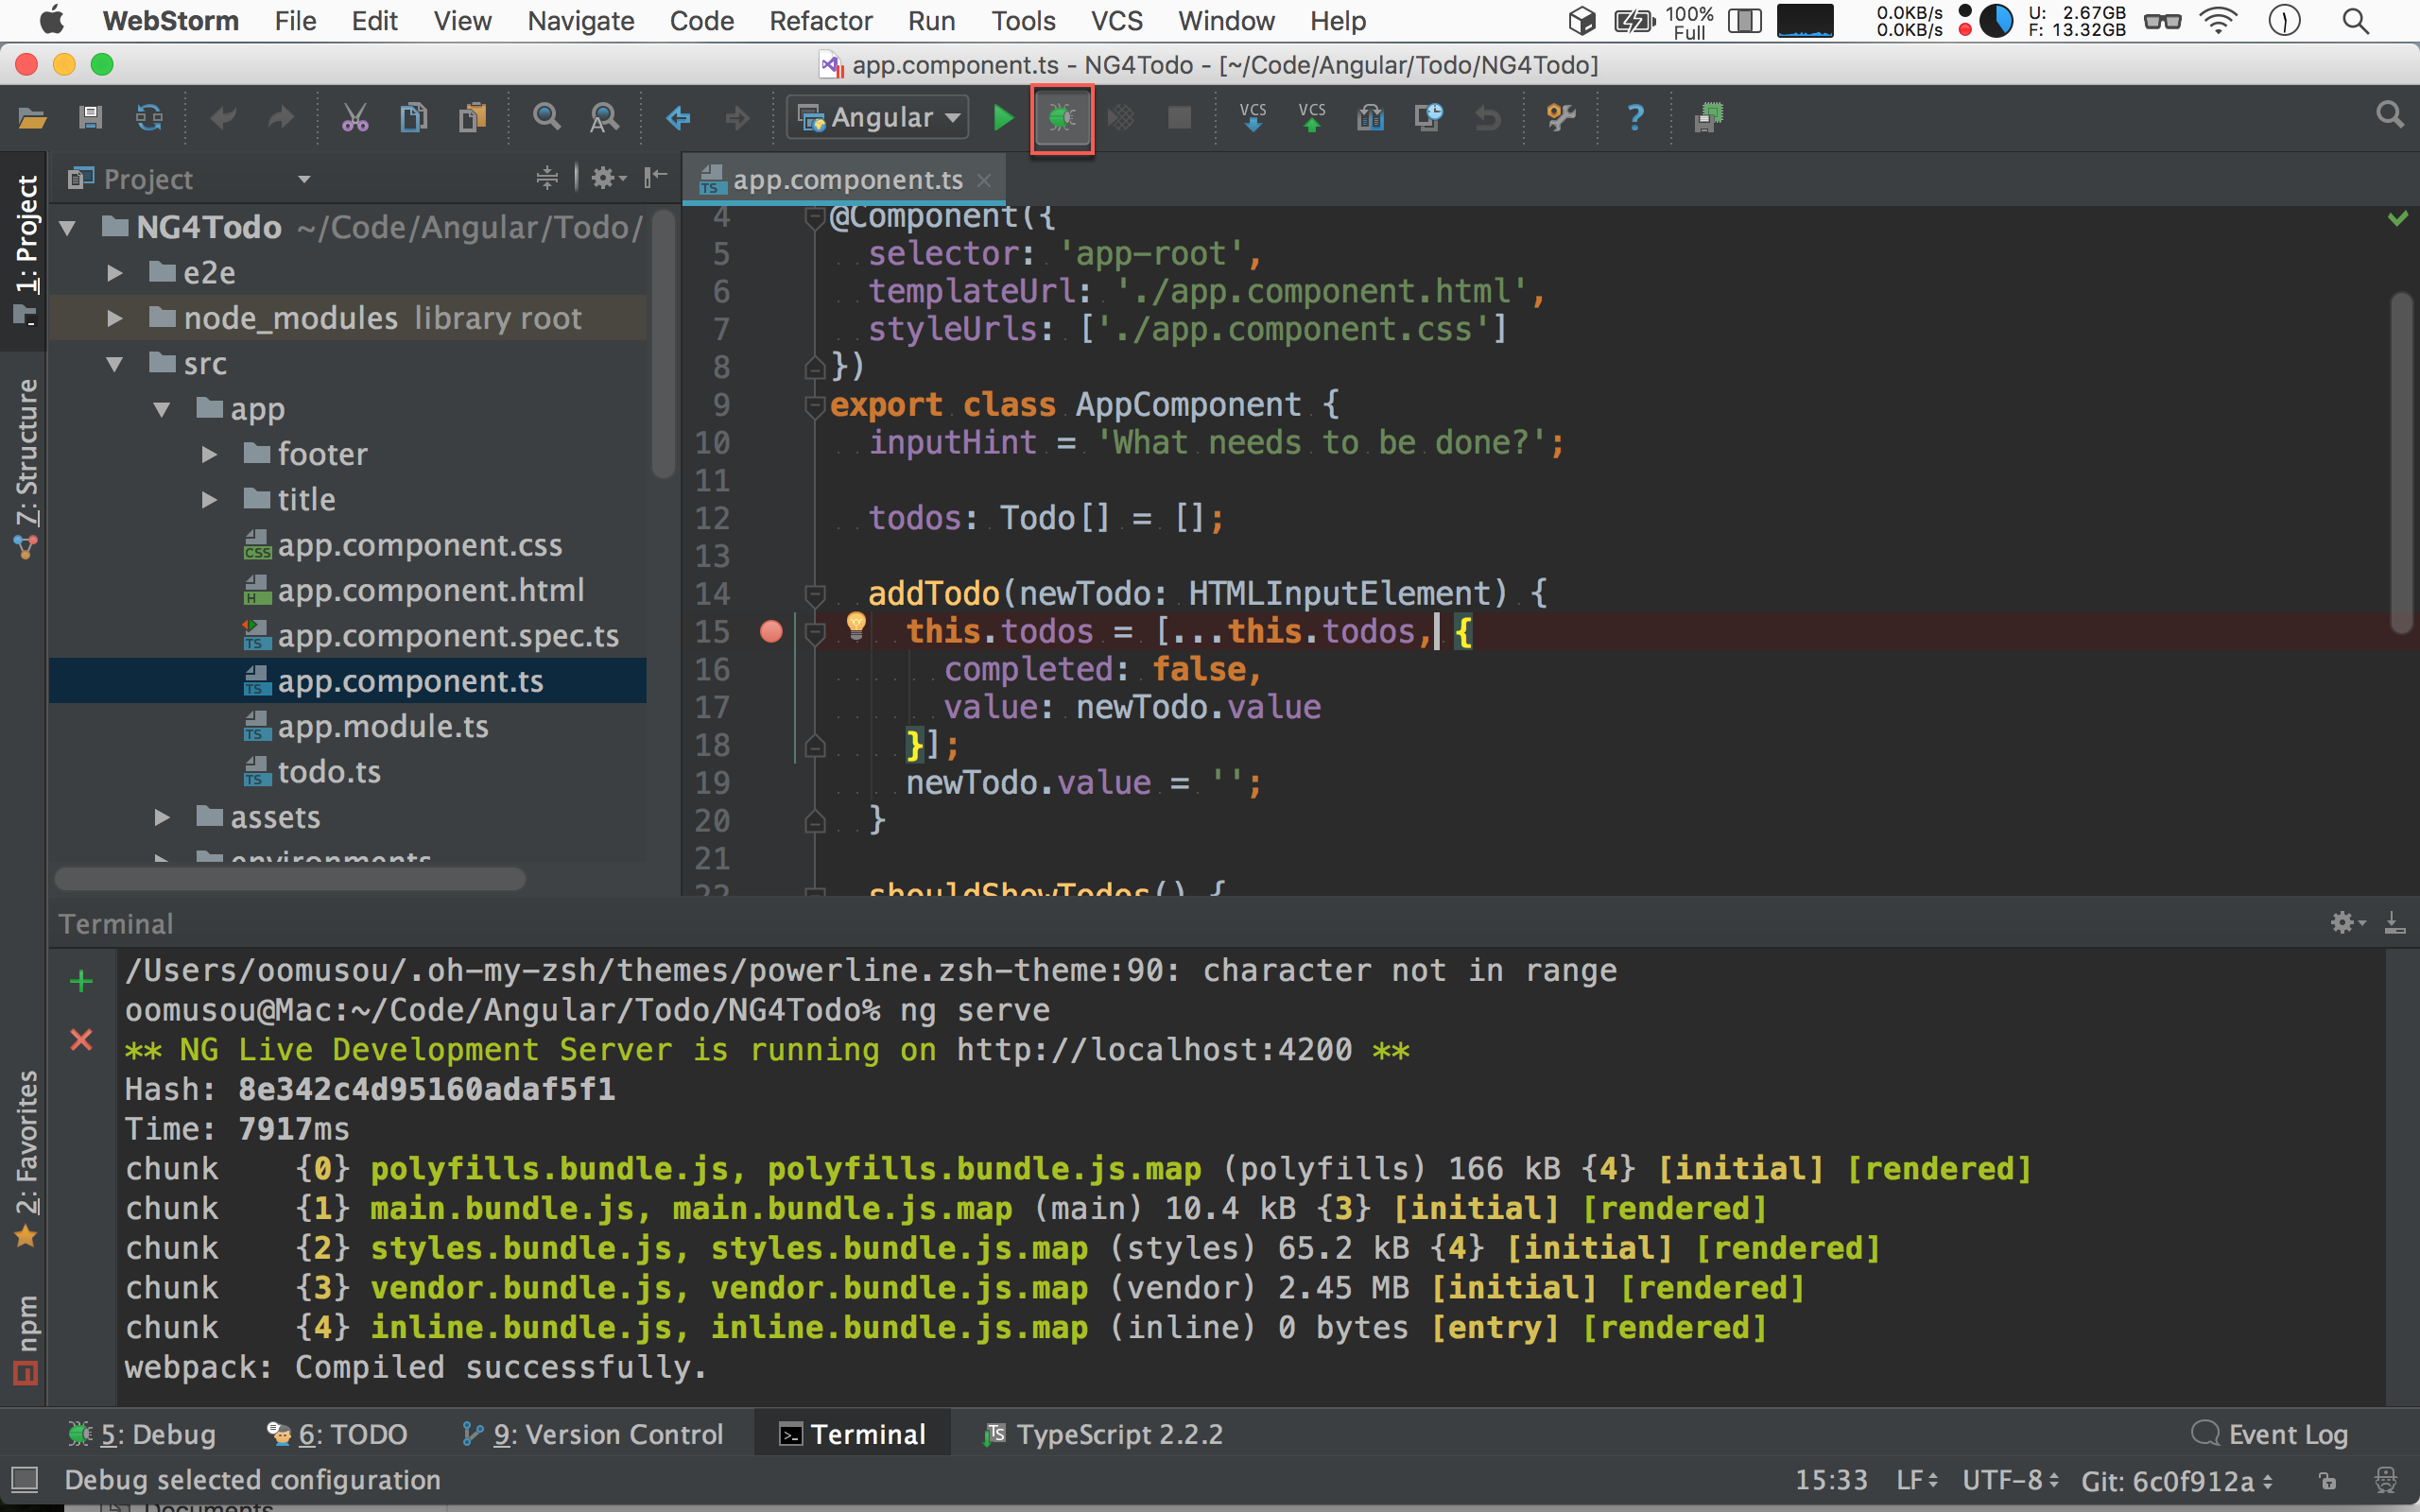 WebStorm File Edit View Navigate Code Refactor Run Tools VCS Window Help 100% Full 0.0KB/s 0.0KB/s U: 2.67GB F: 13.32GB
app.component.ts - NG4Todo - [~/Code/Angular/Todo/NG4Todo]
Angular VCS VCS ?
1: Project
7: Structure
2: Favorites
npm
Project
NG4Todo ~/Code/Angular/Todo/
e2e
node_modules library root
src
app
footer
title
app.component.css
app.component.html
app.component.spec.ts
app.component.ts
app.module.ts
todo.ts
assets
environments
app.component.ts
4 @Component({
5 selector: 'app-root',
6 templateUrl: './app.component.html',
7 styleUrls: ['./app.component.css']
8 })
9 export class AppComponent {
10 inputHint = 'What needs to be done?';
11
12 todos: Todo[] = [];
13
14 addTodo(newTodo: HTMLInputElement) {
15 this.todos = [...this.todos, {
16 completed: false,
17 value: newTodo.value
18 }];
19 newTodo.value = '';
20 }
21
22 shouldShowTodos() {
Terminal
/Users/oomusou/.oh-my-zsh/themes/powerline.zsh-theme:90: character not in range
oomusou@Mac:~/Code/Angular/Todo/NG4Todo% ng serve
** NG Live Development Server is running on http://localhost:4200 **
Hash: 8e342c4d95160adaf5f1
Time: 7917ms
chunk {0} polyfills.bundle.js, polyfills.bundle.js.map (polyfills) 166 kB {4} [initial] [rendered]
chunk {1} main.bundle.js, main.bundle.js.map (main) 10.4 kB {3} [initial] [rendered]
chunk {2} styles.bundle.js, styles.bundle.js.map (styles) 65.2 kB {4} [initial] [rendered]
chunk {3} vendor.bundle.js, vendor.bundle.js.map (vendor) 2.45 MB [initial] [rendered]
chunk {4} inline.bundle.js, inline.bundle.js.map (inline) 0 bytes [entry] [rendered]
webpack: Compiled successfully.
5: Debug 6: TODO 9: Version Control Terminal TypeScript 2.2.2 Event Log
Debug selected configuration 15:33 LF UTF-8 Git: 6c0f912a
Documents